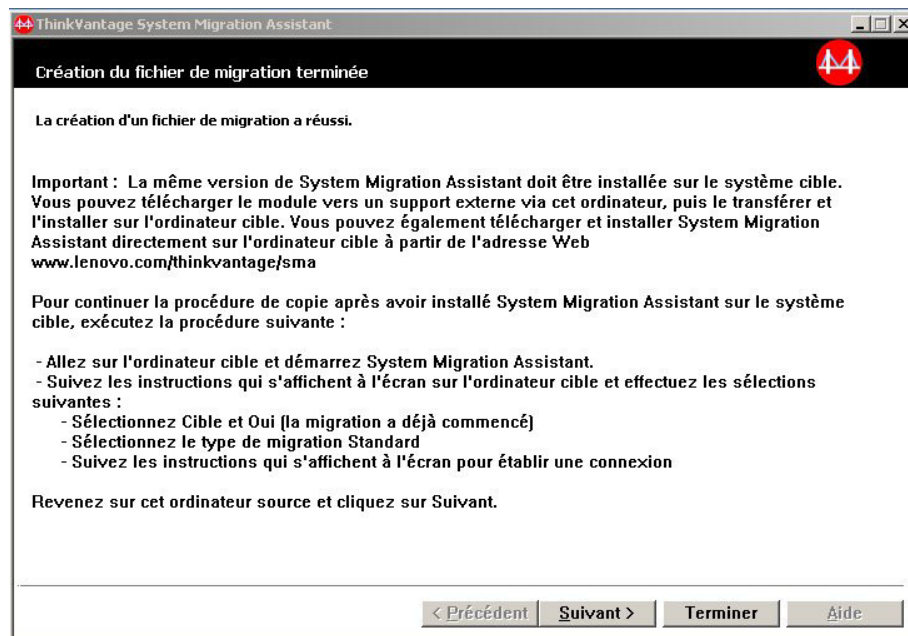 ThinkVantage System Migration Assistant
Création du fichier de migration terminée
La création d'un fichier de migration a réussi.
Important : La même version de System Migration Assistant doit être installée sur le système cible.
Vous pouvez télécharger le module vers un support externe via cet ordinateur, puis le transférer et
l'installer sur l'ordinateur cible. Vous pouvez également télécharger et installer System Migration
Assistant directement sur l'ordinateur cible à partir de l'adresse Web
www.lenovo.com/thinkvantage/sma
Pour continuer la procédure de copie après avoir installé System Migration Assistant sur le système
cible, exécutez la procédure suivante :
- Allez sur l'ordinateur cible et démarrez System Migration Assistant.
- Suivez les instructions qui s'affichent à l'écran sur l'ordinateur cible et effectuez les sélections
suivantes :
- Sélectionnez Cible et Oui (la migration a déjà commencé)
- Sélectionnez le type de migration Standard
- Suivez les instructions qui s'affichent à l'écran pour établir une connexion
Revenez sur cet ordinateur source et cliquez sur Suivant.
< Précédent Suivant > Terminer Aide